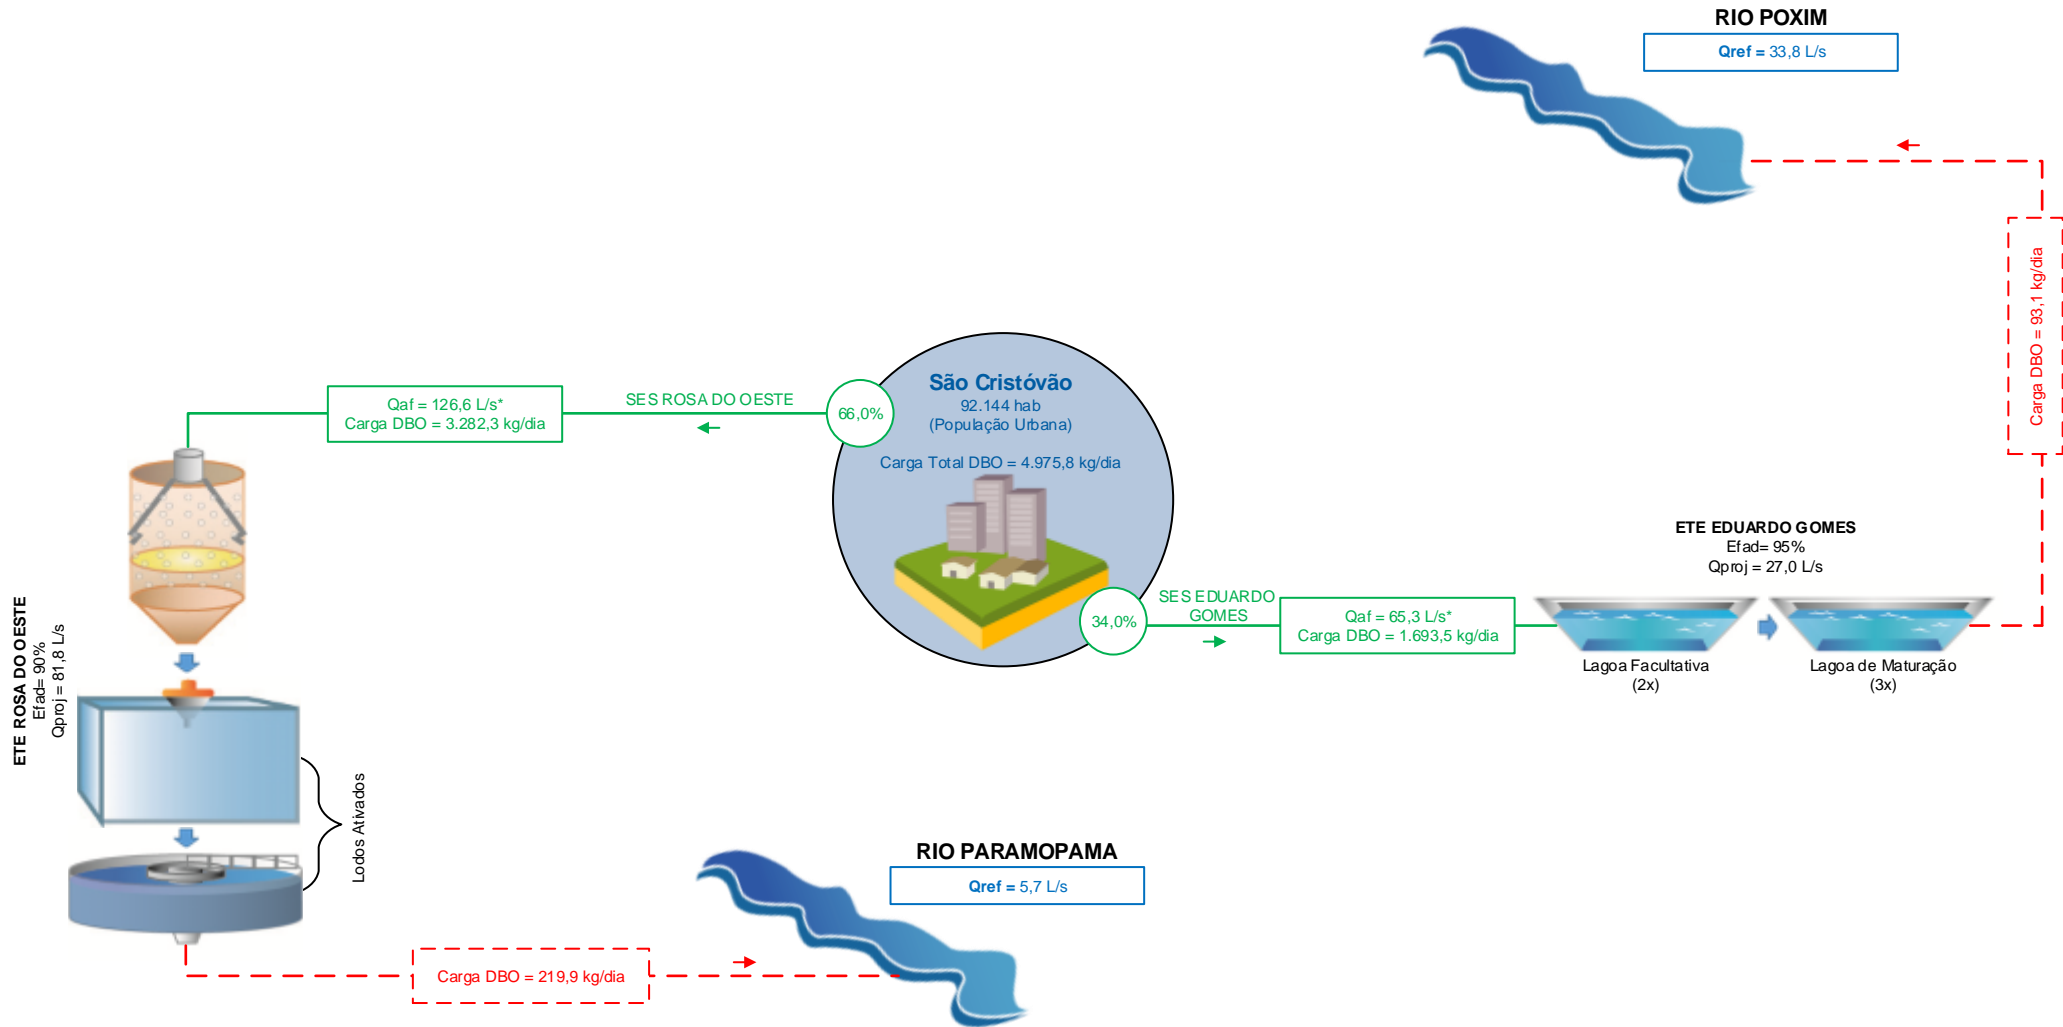 RIO POXIM
Qref = 33,8 L/s
Carga DBO = 93,1 kg/dia
São Cristóvão
92.144 hab
(População Urbana)
Carga Total DBO = 4.975,8 kg/dia
66,0%
SES ROSA DO OESTE
Qaf = 126,6 L/s*
Carga DBO = 3.282,3 kg/dia
34,0%
SES EDUARDO
GOMES
Qaf = 65,3 L/s*
Carga DBO = 1.693,5 kg/dia
ETE EDUARDO GOMES
Efad= 95%
Qproj = 27,0 L/s
Lagoa Facultativa
(2x)
Lagoa de Maturação
(3x)
ETE ROSA DO OESTE
Efad= 90%
Qproj = 81,8 L/s
Lodos Ativados
RIO PARAMOPAMA
Qref = 5,7 L/s
Carga DBO = 219,9 kg/dia